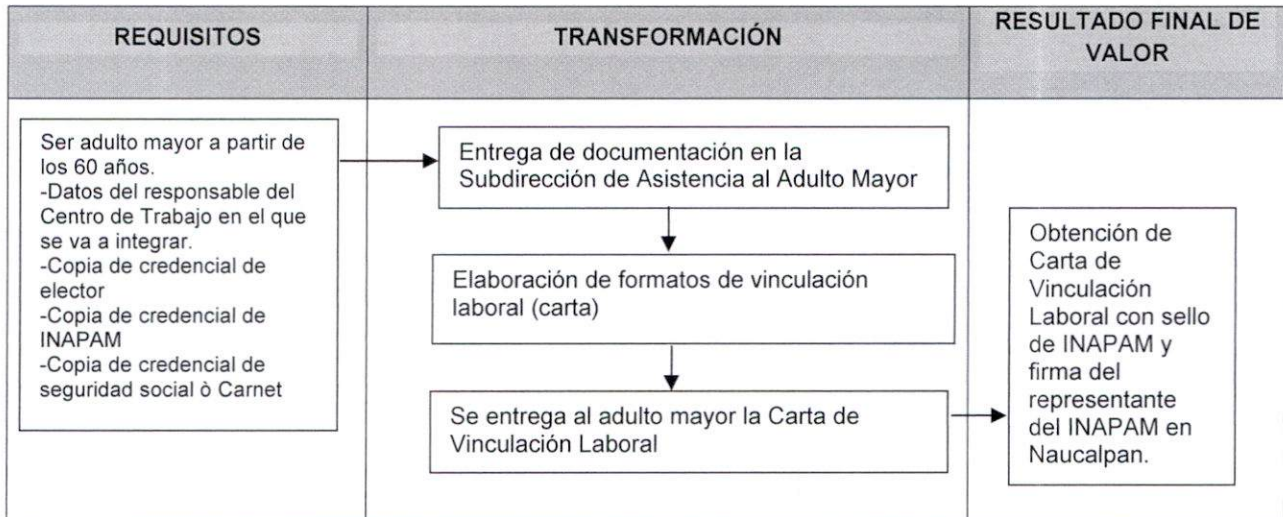 REQUISITOS
TRANSFORMACIÓN
RESULTADO FINAL DE
VALOR
Ser adulto mayor a partir de
los 60 años.
-Datos del responsable del
Centro de Trabajo en el que
se va a integrar.
-Copia de credencial de
elector
-Copia de credencial de
INAPAM
-Copia de credencial de
seguridad social ò Carnet
Entrega de documentación en la
Subdirección de Asistencia al Adulto Mayor
Elaboración de formatos de vinculación
laboral (carta)
Se entrega al adulto mayor la Carta de
Vinculación Laboral
Obtención de
Carta de
Vinculación
Laboral con sello
de INAPAM y
firma del
representante
del INAPAM en
Naucalpan.